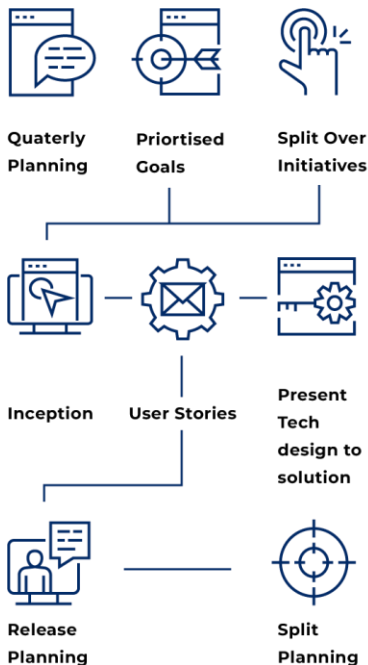 Quaterly
Planning
Priortised
Goals
Split Over
Initiatives
Inception
User Stories
Present
Tech
design to
solution
Release
Planning
Split
Planning